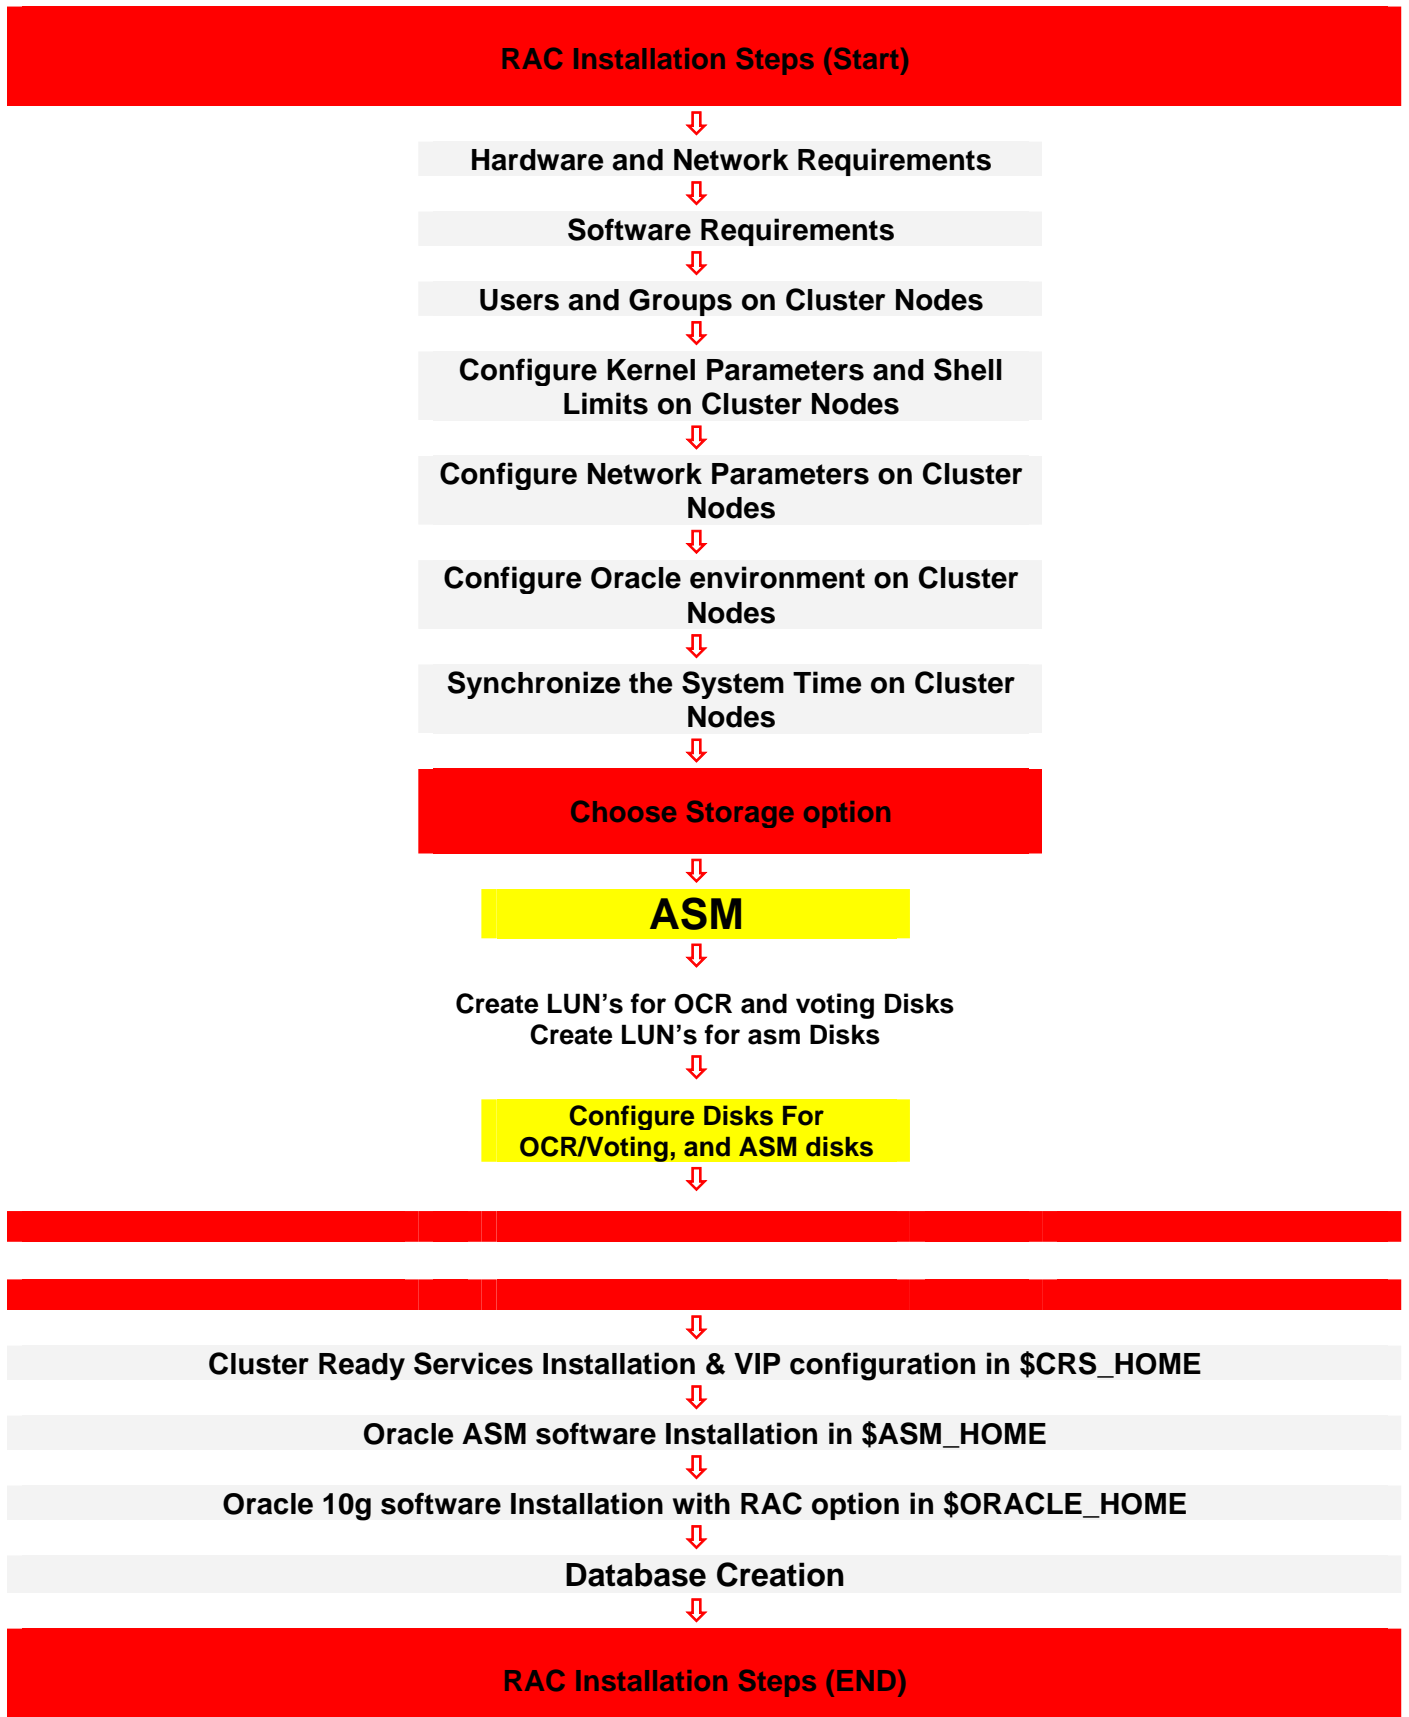 RAC Installation Steps (Start)
Hardware and Network Requirements
Software Requirements
Users and Groups on Cluster Nodes
Configure Kernel Parameters and Shell
Limits on Cluster Nodes
Configure Network Parameters on Cluster
Nodes
Configure Oracle environment on Cluster
Nodes
Synchronize the System Time on Cluster
Nodes
Choose Storage option
ASM
Create LUN’s for OCR and voting Disks
Create LUN’s for asm Disks
Configure Disks For
OCR/Voting, and ASM disks
Cluster Ready Services Installation & VIP configuration in $CRS_HOME
Oracle ASM software Installation in $ASM_HOME
Oracle 10g software Installation with RAC option in $ORACLE_HOME
Database Creation
RAC Installation Steps (END)